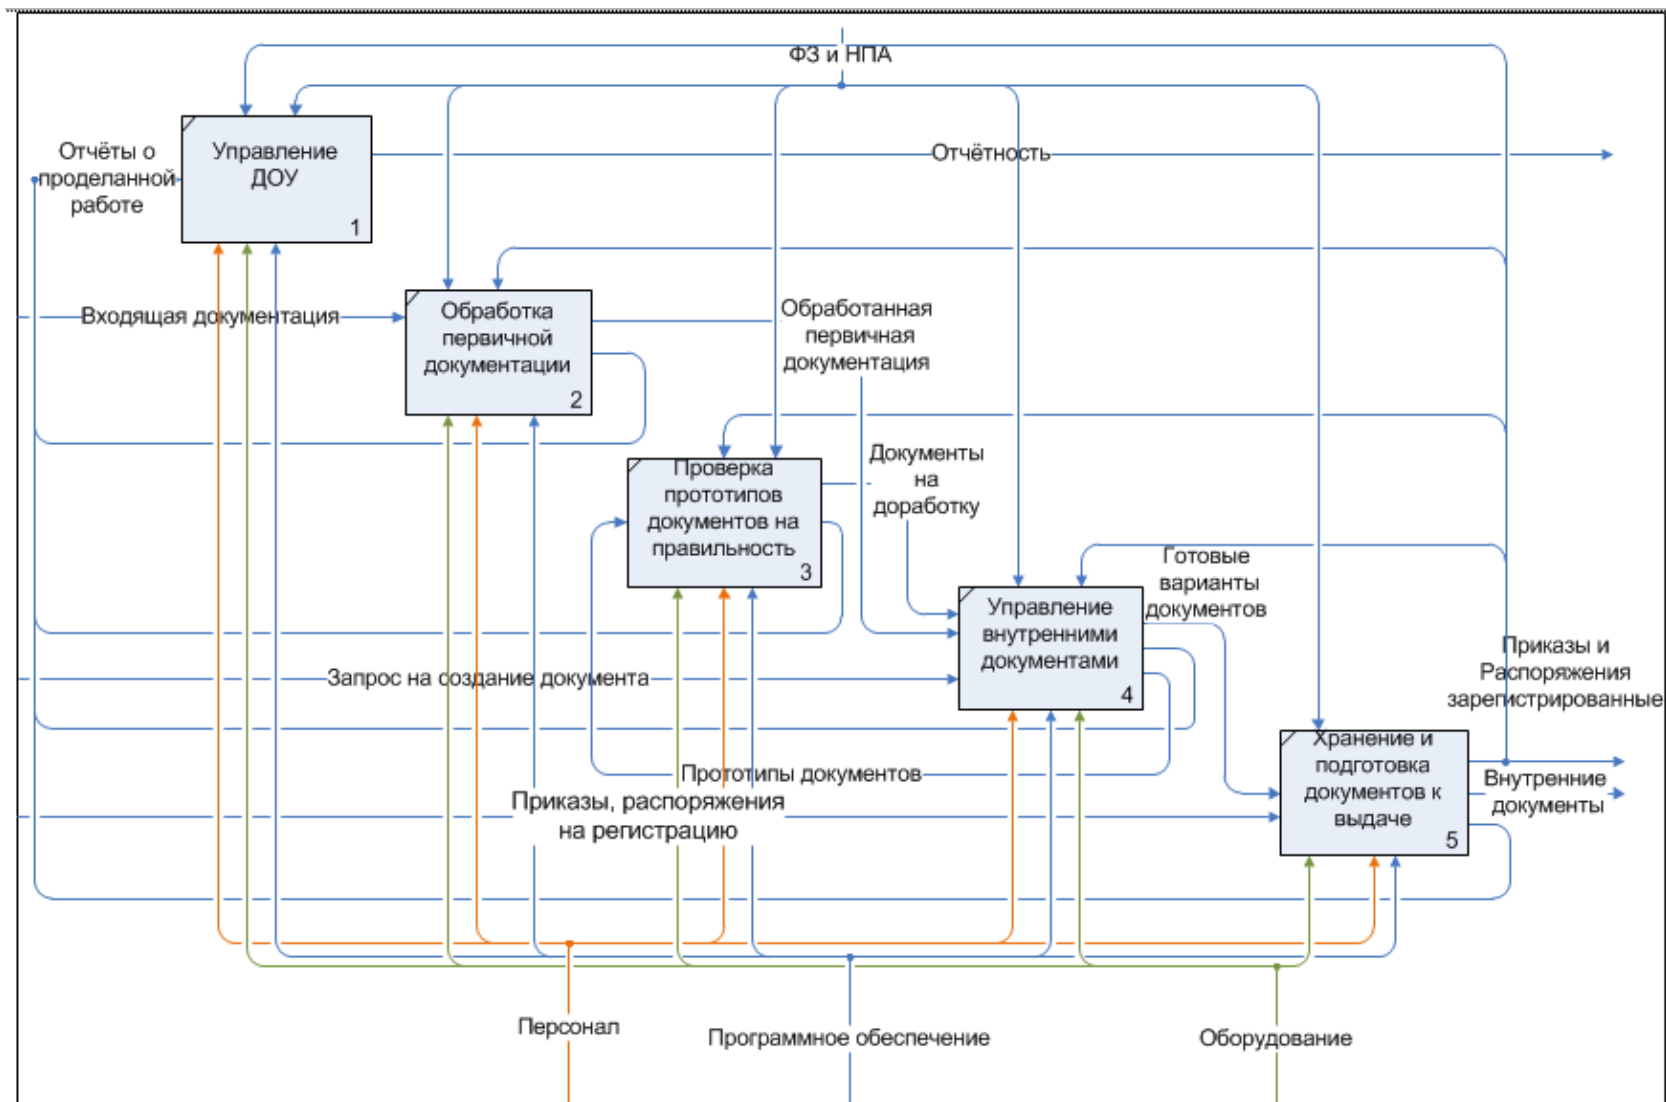 ФЗ и НПА
Отчёты о
проделанной
работе
Управление
ДОУ
1
Отчётность
Входящая документация
Обработка
первичной
документации
2
Обработанная
первичная
документация
Проверка
прототипов
документов на
правильность
3
Документы
на
доработку
Готовые
варианты
документов
Управление
внутренними
документами
4
Запрос на создание документа
Приказы и
Распоряжения
зарегистрированные
Хранение и
подготовка
документов к
выдаче
5
Внутренние
документы
Прототипы документов
Приказы, распоряжения
на регистрацию
Персонал
Программное обеспечение
Оборудование